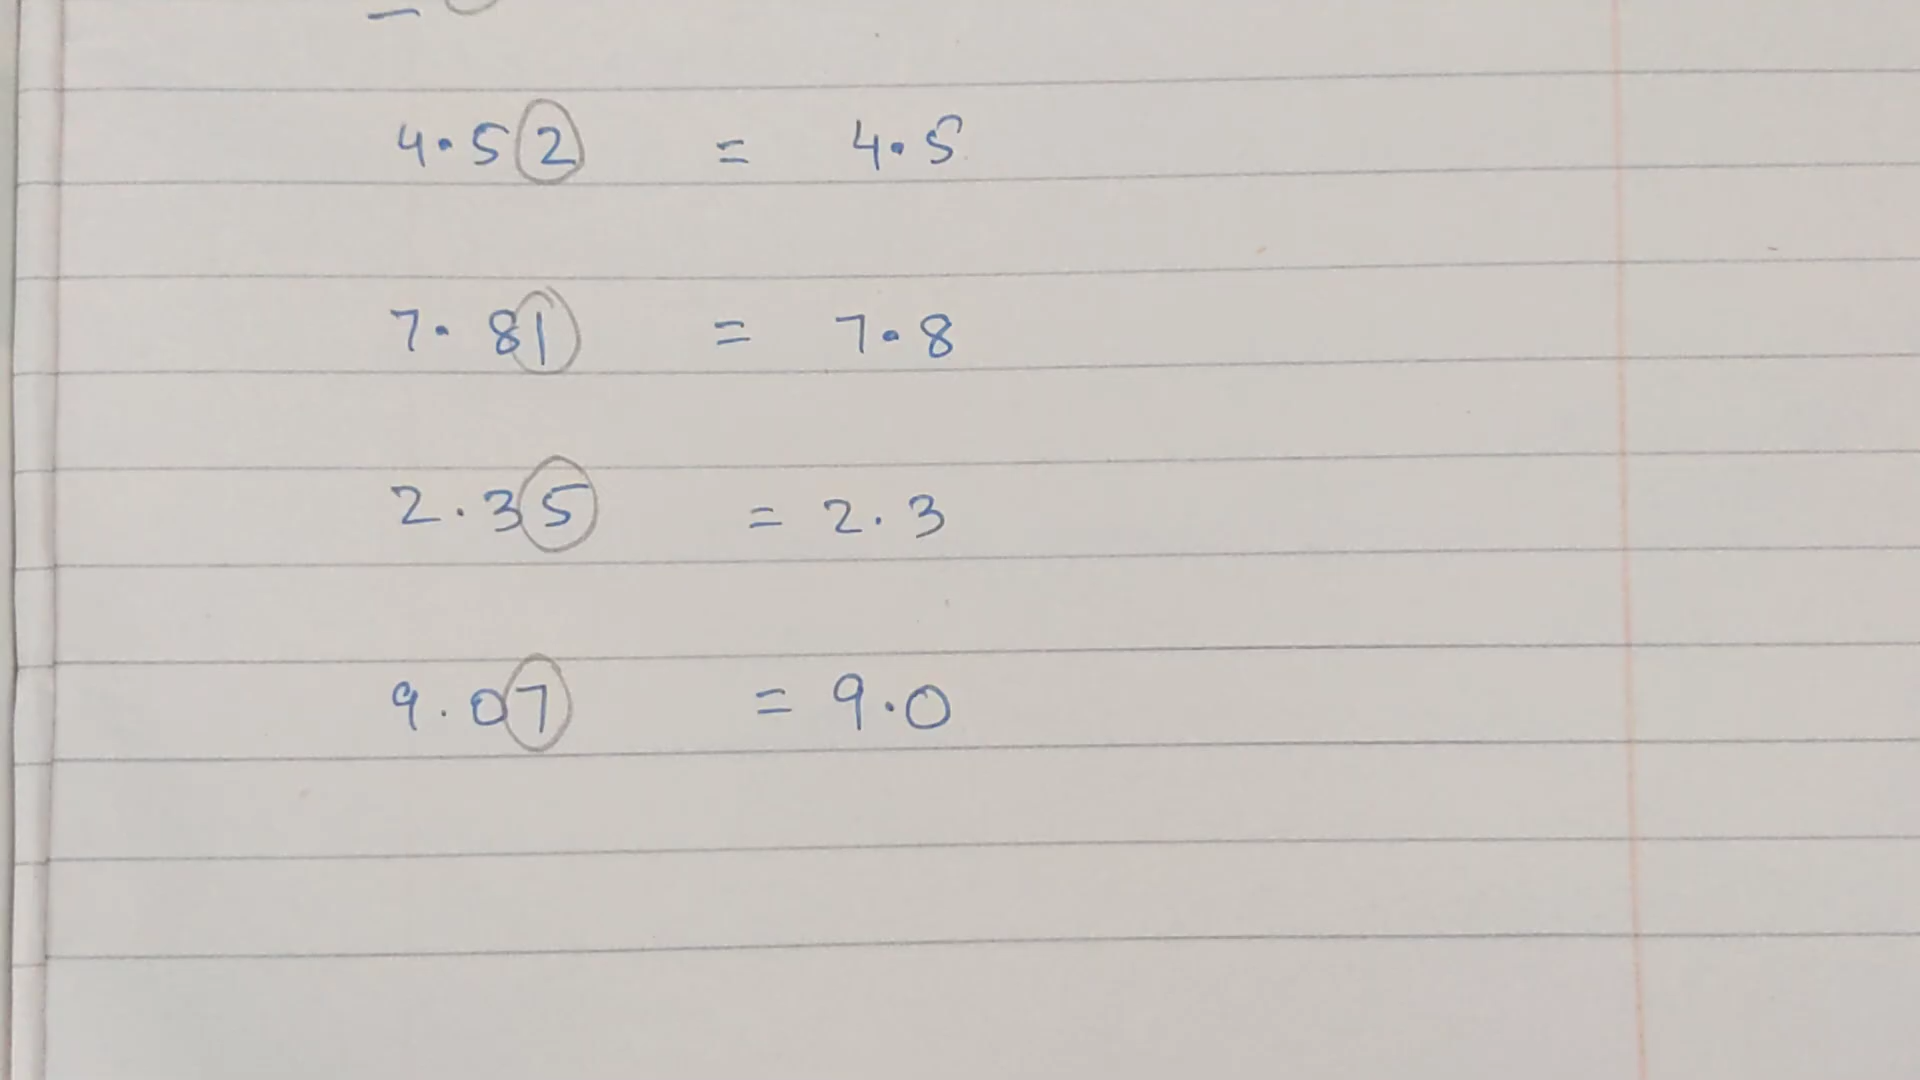 4.52 = 4.5
7.81 = 7.8
2.35 = 2.3
9.07 = 9.0